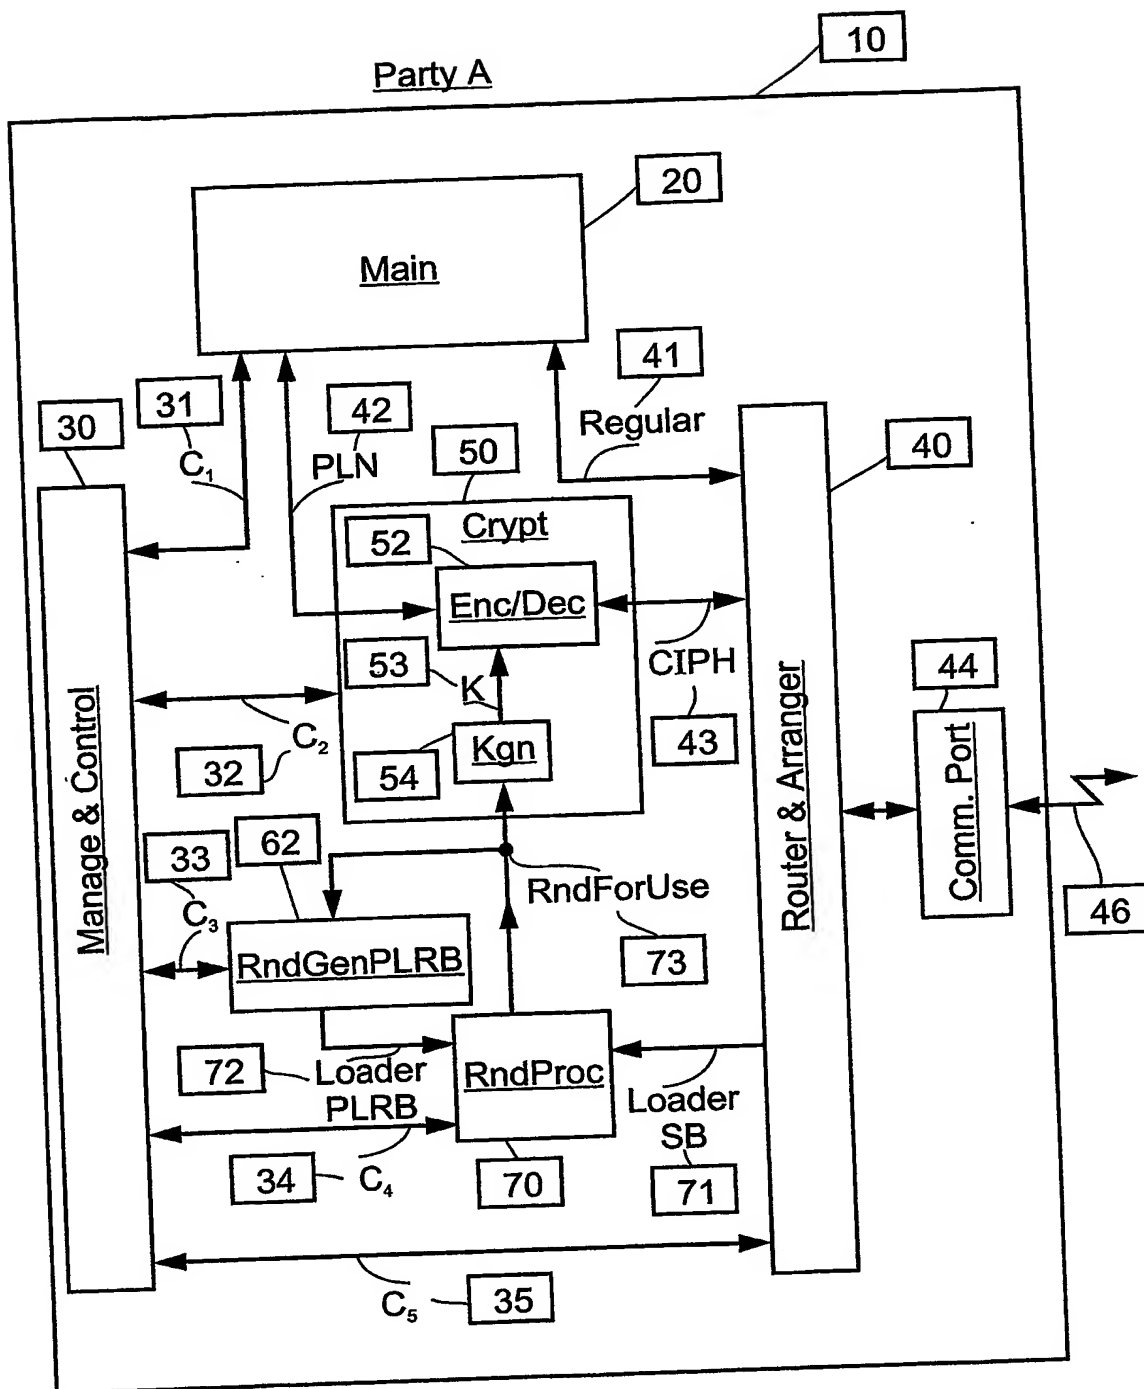 10
Party A
20
Main
41
31
42
Regular
30
50
40
C₁
PLN
Crypt
52
Enc/Dec
53
CIPH
44
K
43
C₂
54
Kgn
32
Manage & Control
Router & Arranger
Comm. Port
62
33
RndForUse
46
C₃
73
RndGenPLRB
72
Loader
PLRB
RndProc
Loader
SB
34
C₄
70
71
C₅
35